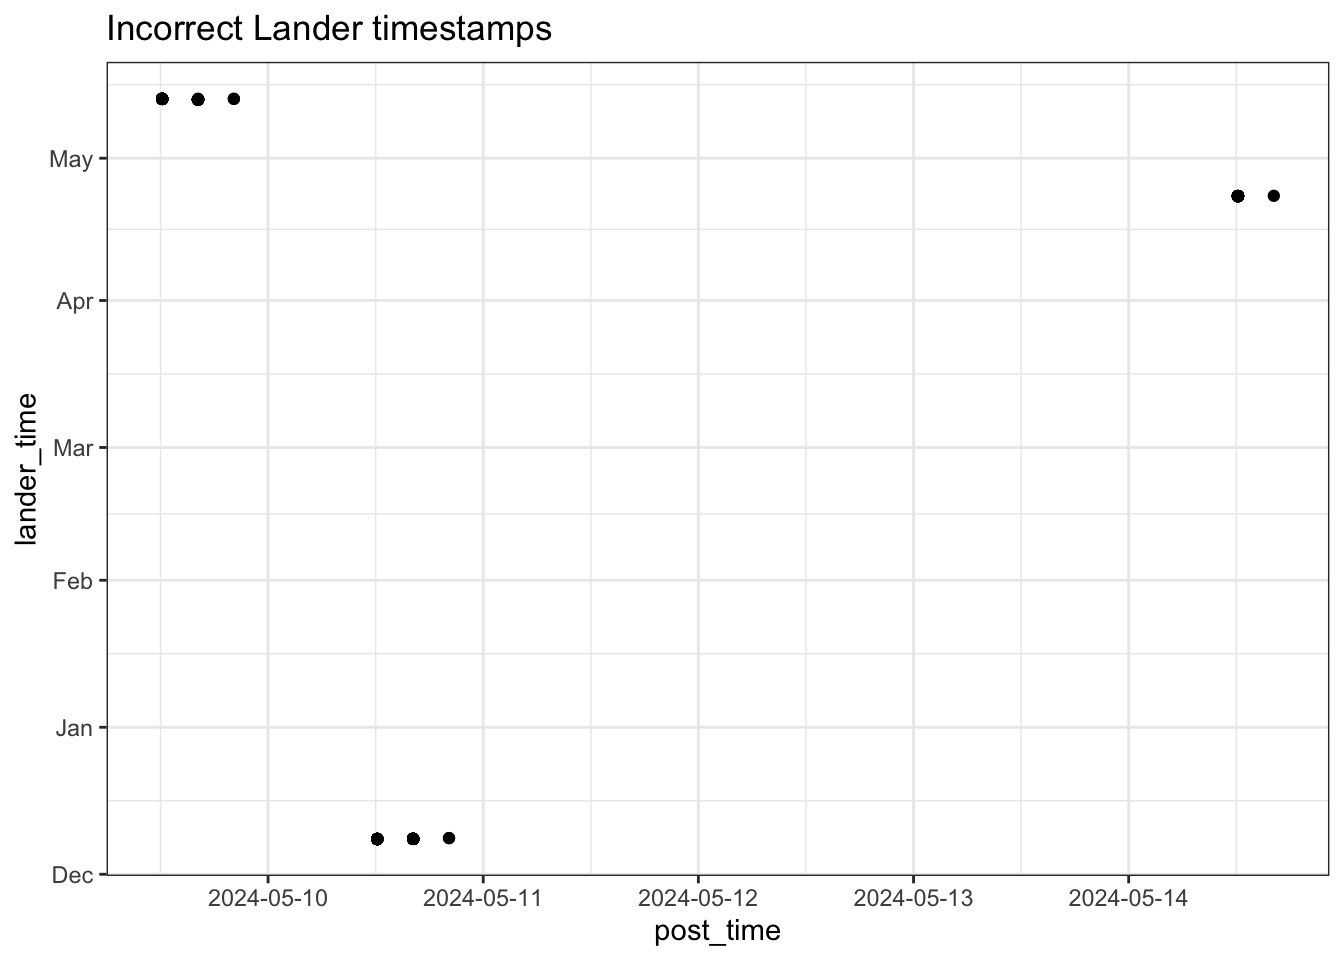 Incorrect Lander timestamps
May
Apr
Mar
Feb
Jan
Dec
lander_time
2024-05-10
2024-05-11
2024-05-12
2024-05-13
2024-05-14
post_time